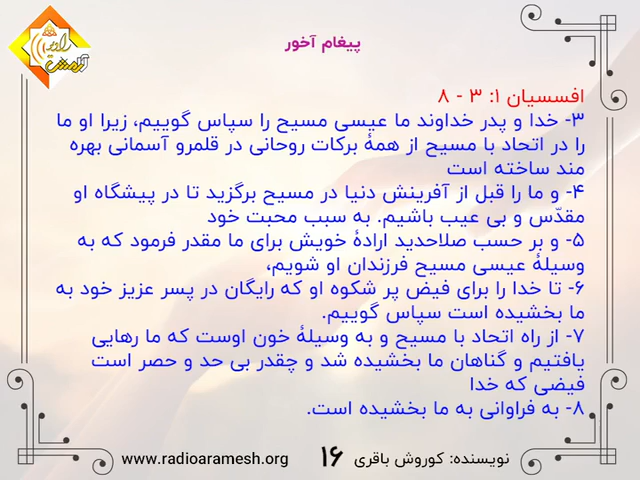 رادیو
آرامش
پیغام آخور
افسسیان ۱: ۳ - ۸
۳- خدا و پدر خداوند ما عیسی مسیح را سپاس گوییم، زیرا او ما
را در اتحاد با مسیح از همهٔ برکات روحانی در قلمرو آسمانی بهره
مند ساخته است
۴- و ما را قبل از آفرینش دنیا در مسیح برگزید تا در پیشگاه او
مقدّس و بی عیب باشیم. به سبب محبت خود
۵- و بر حسب صلاحدید ارادهٔ خویش برای ما مقدر فرمود که به
وسیلهٔ عیسی مسیح فرزندان او شویم،
۶- تا خدا را برای فیض پر شکوه او که رایگان در پسر عزیز خود به
ما بخشیده است سپاس گوییم.
۷- از راه اتحاد با مسیح و به وسیلهٔ خون اوست که ما رهایی
یافتیم و گناهان ما بخشیده شد و چقدر بی حد و حصر است
فیضی که خدا
۸- به فراوانی به ما بخشیده است.
نویسنده: کوروش باقری ۱۶ www.radioaramesh.org